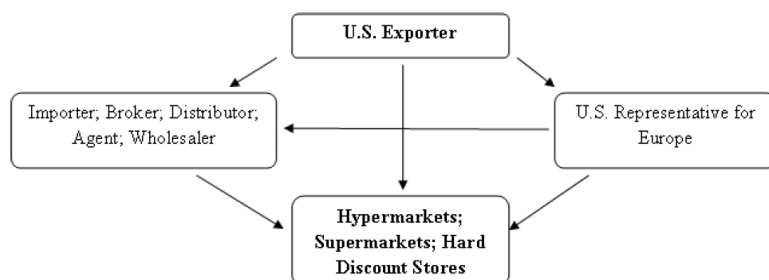 U.S. Exporter
Importer; Broker; Distributor;
Agent; Wholesaler
U.S. Representative for
Europe
Hypermarkets;
Supermarkets; Hard
Discount Stores